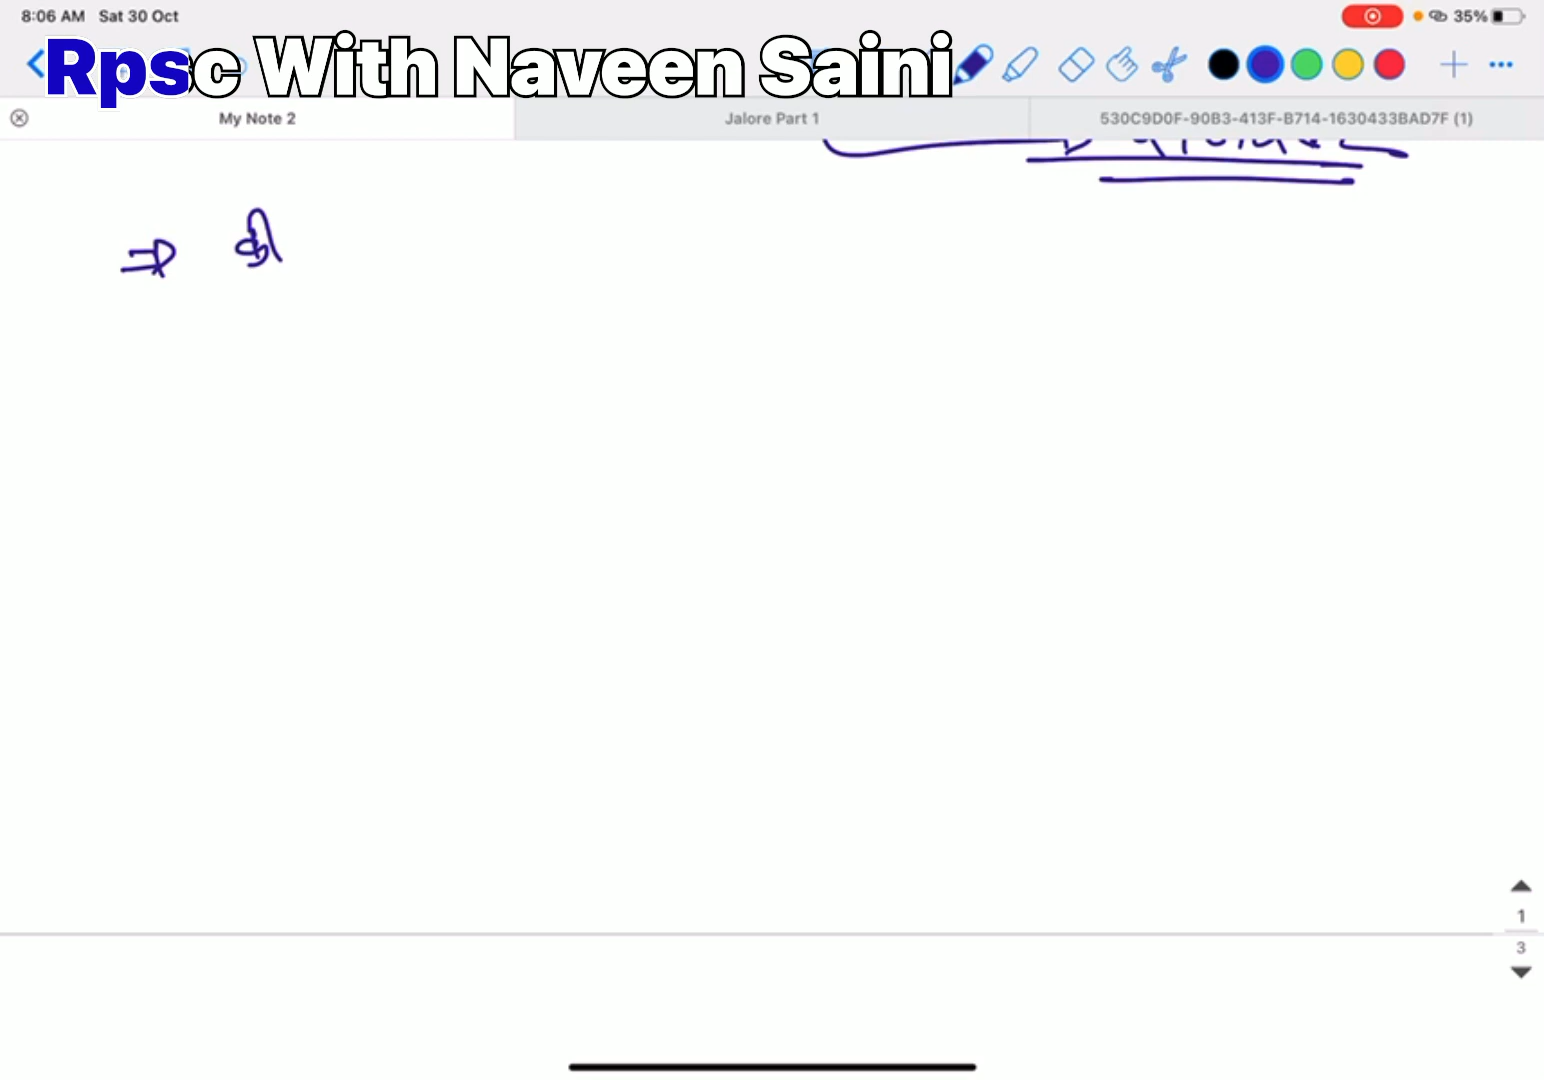 8:06 AM Sat 30 Oct
35%
Rpsc With Naveen Saini
My Note 2
Jalore Part 1
530C9D0F-90B3-413F-B714-1630433BAD7F (1)
⇒ की
1
3